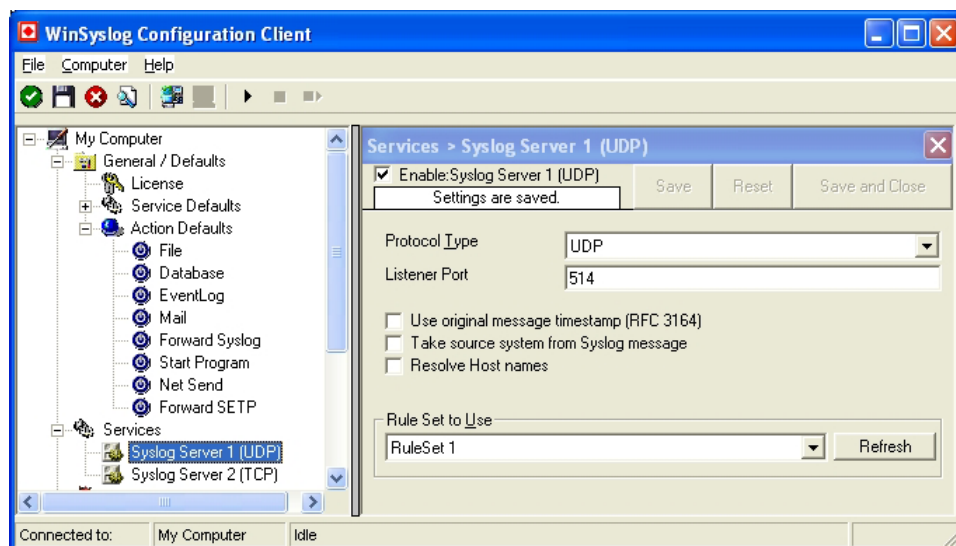 WinSyslog Configuration Client
File Computer Help
My Computer
General / Defaults
License
Service Defaults
Action Defaults
File
Database
EventLog
Mail
Forward Syslog
Start Program
Net Send
Forward SETP
Services
Syslog Server 1 (UDP)
Syslog Server 2 (TCP)
Services > Syslog Server 1 (UDP)
Enable:Syslog Server 1 (UDP)
Settings are saved.
Save Reset Save and Close
Protocol Type UDP
Listener Port 514
Use original message timestamp (RFC 3164)
Take source system from Syslog message
Resolve Host names
Rule Set to Use
RuleSet 1 Refresh
Connected to: My Computer Idle